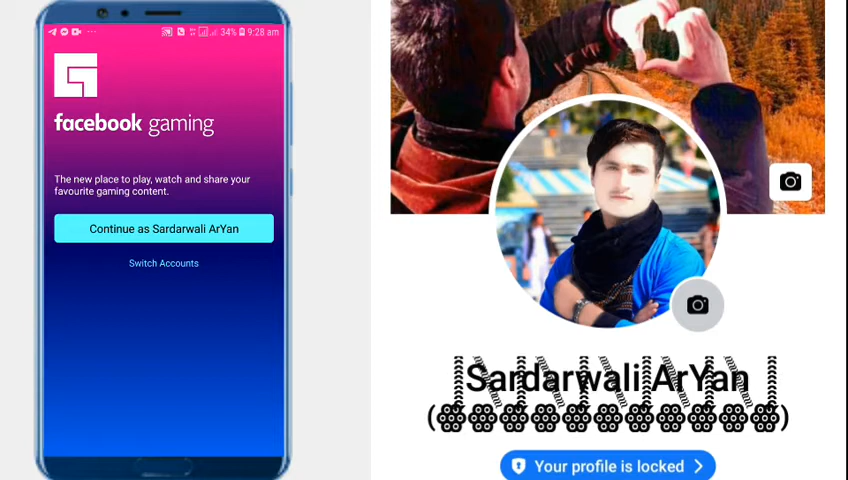 34% 9:28 am
facebook gaming
The new place to play, watch and share your
favourite gaming content.
Continue as Sardarwali ArYan
Switch Accounts
Sardarwali ArYan
Your profile is locked